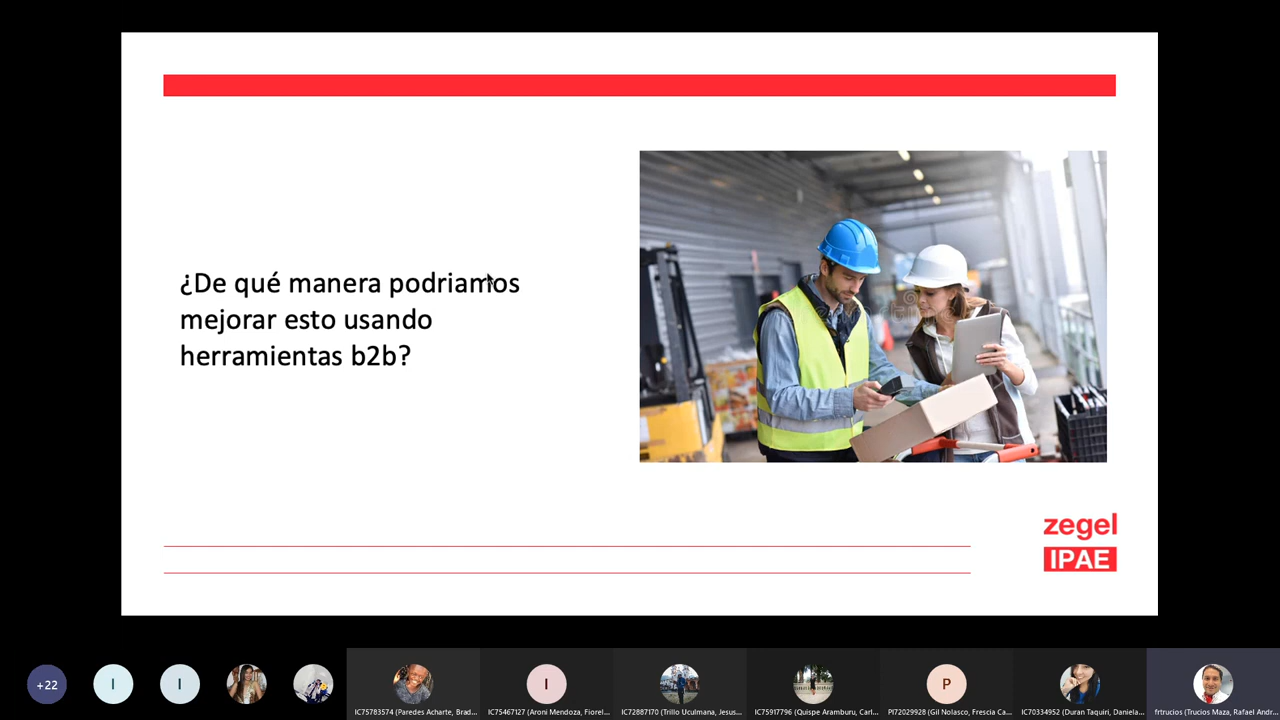 ¿De qué manera podriamos
mejorar esto usando
herramientas b2b?
zegel
IPAE
+22
I
I
I
P
IC75783574 (Paredes Acharte, Brad...
IC75467127 (Aroni Mendoza, Fiorel...
IC72887170 (Trillo Uculmana, Jesus...
IC75917796 (Quispe Aramburu, Carl...
PI72029928 (Gil Nolasco, Frescia Ca...
IC70334952 (Duran Taquiri, Daniela...
frtrucios (Trucios Maza, Rafael Andr...